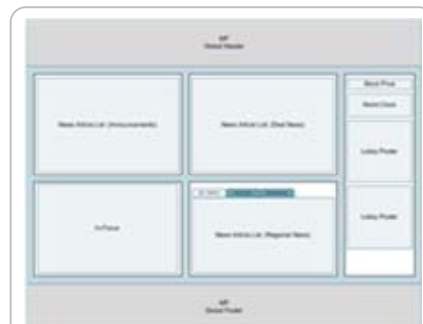 Global Header
News Article List (Announcements)
News Article List (Deal News)
Stock Price
World Clock
Lobby Poster
Lobby Poster
In Focus
News Article List (Regional News)
Global Footer